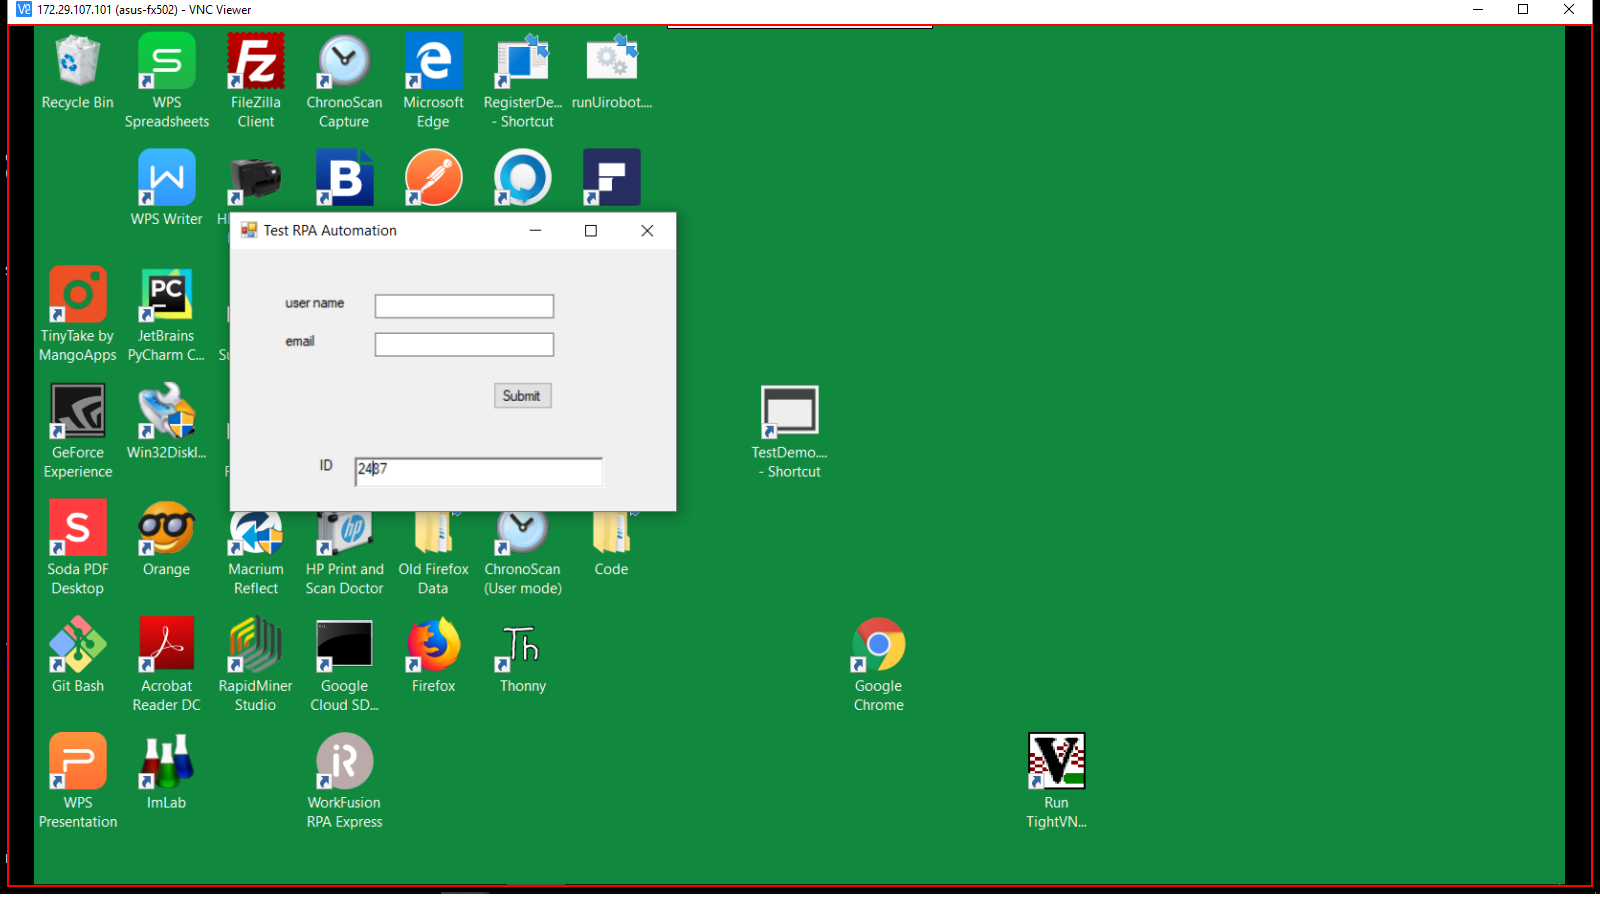 172.29.107.101 (asus-fx502) - VNC Viewer
Recycle Bin
WPS
Spreadsheets
FileZilla
Client
ChronoScan
Capture
Microsoft
Edge
RegisterDe...
- Shortcut
runUirobot....
WPS Writer
Test RPA Automation
user name
email
Submit
ID
2487
TinyTake by
MangoApps
JetBrains
PyCharm C...
GeForce
Experience
Win32DiskI...
TestDemo....
- Shortcut
Soda PDF
Desktop
Orange
Macrium
Reflect
HP Print and
Scan Doctor
Old Firefox
Data
ChronoScan
(User mode)
Code
Git Bash
Acrobat
Reader DC
RapidMiner
Studio
Google
Cloud SD...
Firefox
Thonny
Google
Chrome
WPS
Presentation
ImLab
WorkFusion
RPA Express
Run
TightVN...